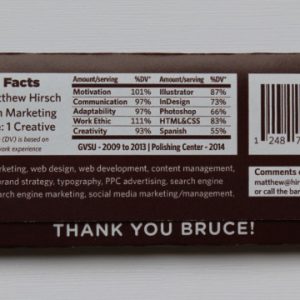 Facts
tthew Hirsch
Marketing
: 1 Creative
(DV) is based on
work experience
Amount/serving %DV* Amount/serving %DV*
Motivation 101% Illustrator 87%
Communication 97% InDesign 73%
Adaptability 97% Photoshop 66%
Work Ethic 111% HTML&CSS 83%
Creativity 93% Spanish 55%
GVSU - 2009 to 2013 | Polishing Center - 2014
1 248
keting, web design, web development, content management,
brand strategy, typography, PPC advertising, search engine
arch engine marketing, social media marketing/management.
Comments
matthew@hir
or call the bar
THANK YOU BRUCE!